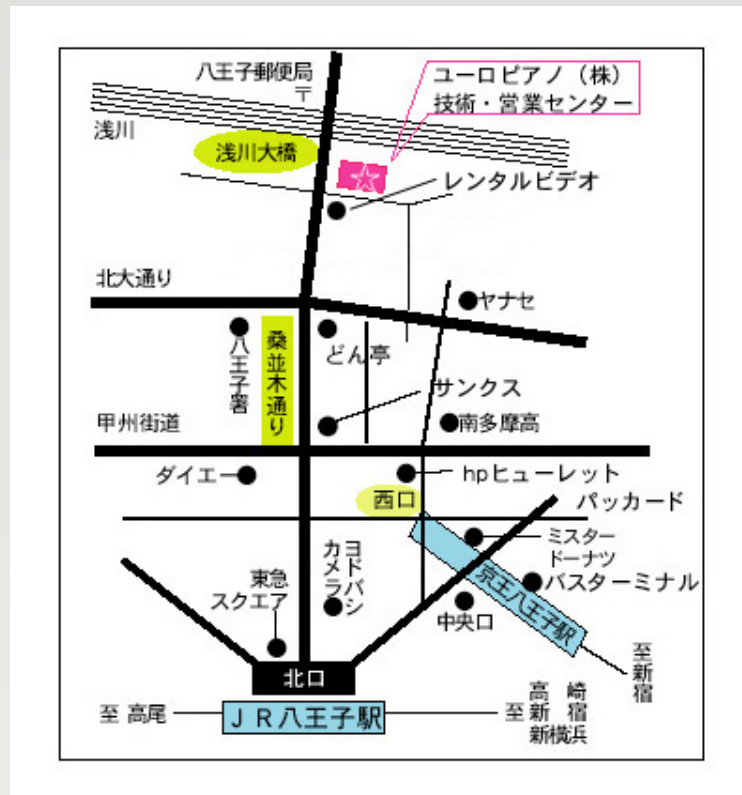 八王子郵便局
〒
ユーロピアノ（株）
技術・営業センター
浅川
浅川大橋
レンタルビデオ
北大通り
ヤナセ
八王子署
桑並木通り
どん亭
サンクス
甲州街道
南多摩高
ダイエー
hpヒューレット
パッカード
西口
ミスター
ドーナツ
ヨドバシ
カメラ
東急
スクエア
京王八王子駅
バスターミナル
中央口
至新宿
北口
至 高尾
ＪＲ八王子駅
至
高崎
新宿
新横浜